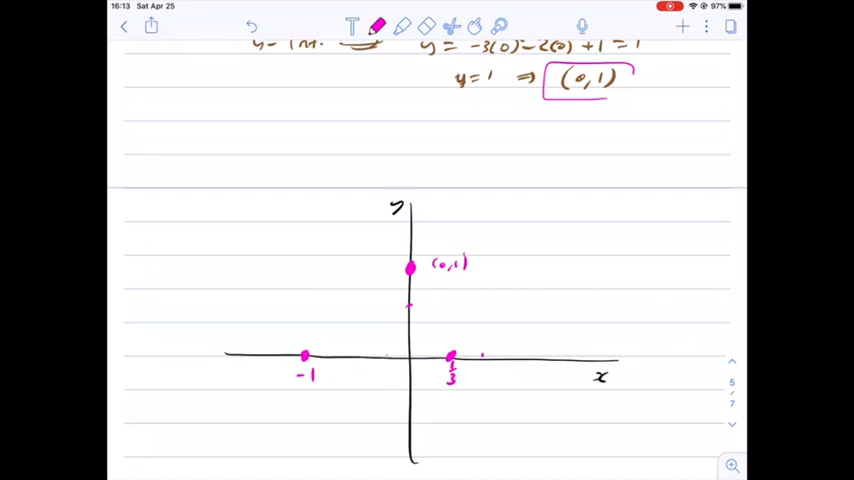 16:13 Sat Apr 25
97%
y - int. y = -3(0) - 2(0) + 1 = 1
y = 1 ⇒ (0,1)
y
(0,1)
-1
1/3
x
5
/
7